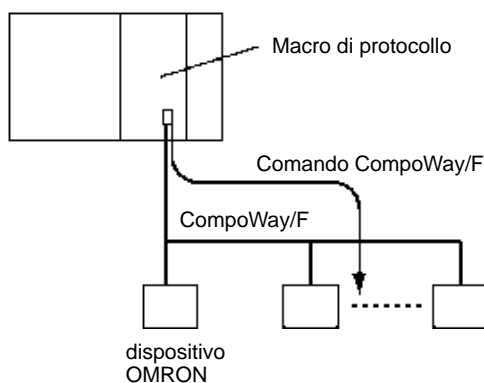 Macro di protocollo
Comando CompoWay/F
CompoWay/F
dispositivo
OMRON